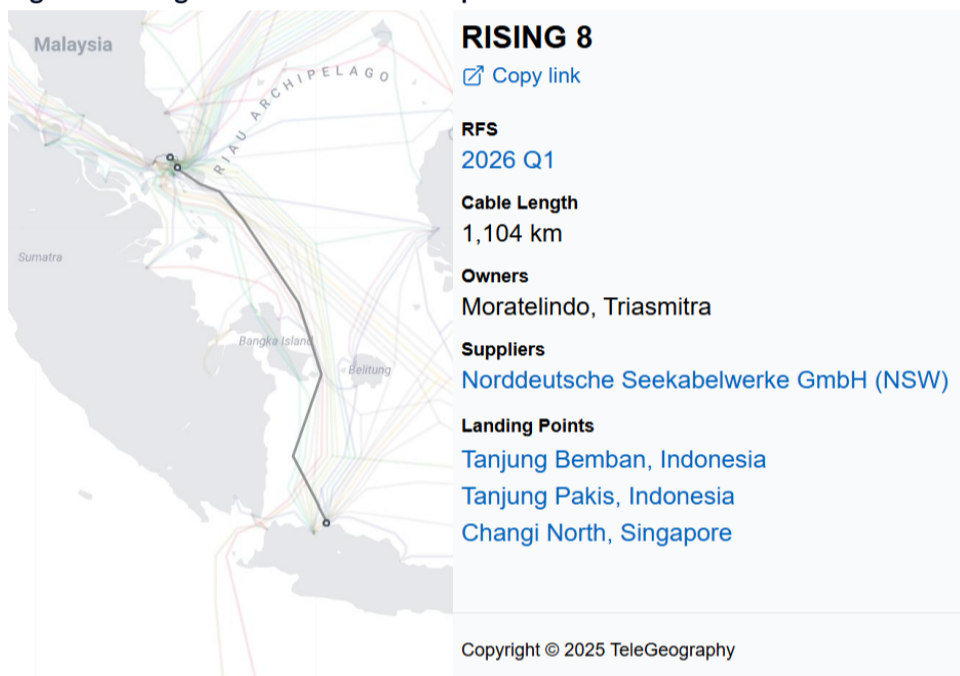 Malaysia
RIAU ARCHIPELAGO
Sumatra
Bangka Island
Belitung
RISING 8
Copy link
RFS
2026 Q1
Cable Length
1,104 km
Owners
Moratelindo, Triasmitra
Suppliers
Norddeutsche Seekabelwerke GmbH (NSW)
Landing Points
Tanjung Bemban, Indonesia
Tanjung Pakis, Indonesia
Changi North, Singapore
Copyright © 2025 TeleGeography